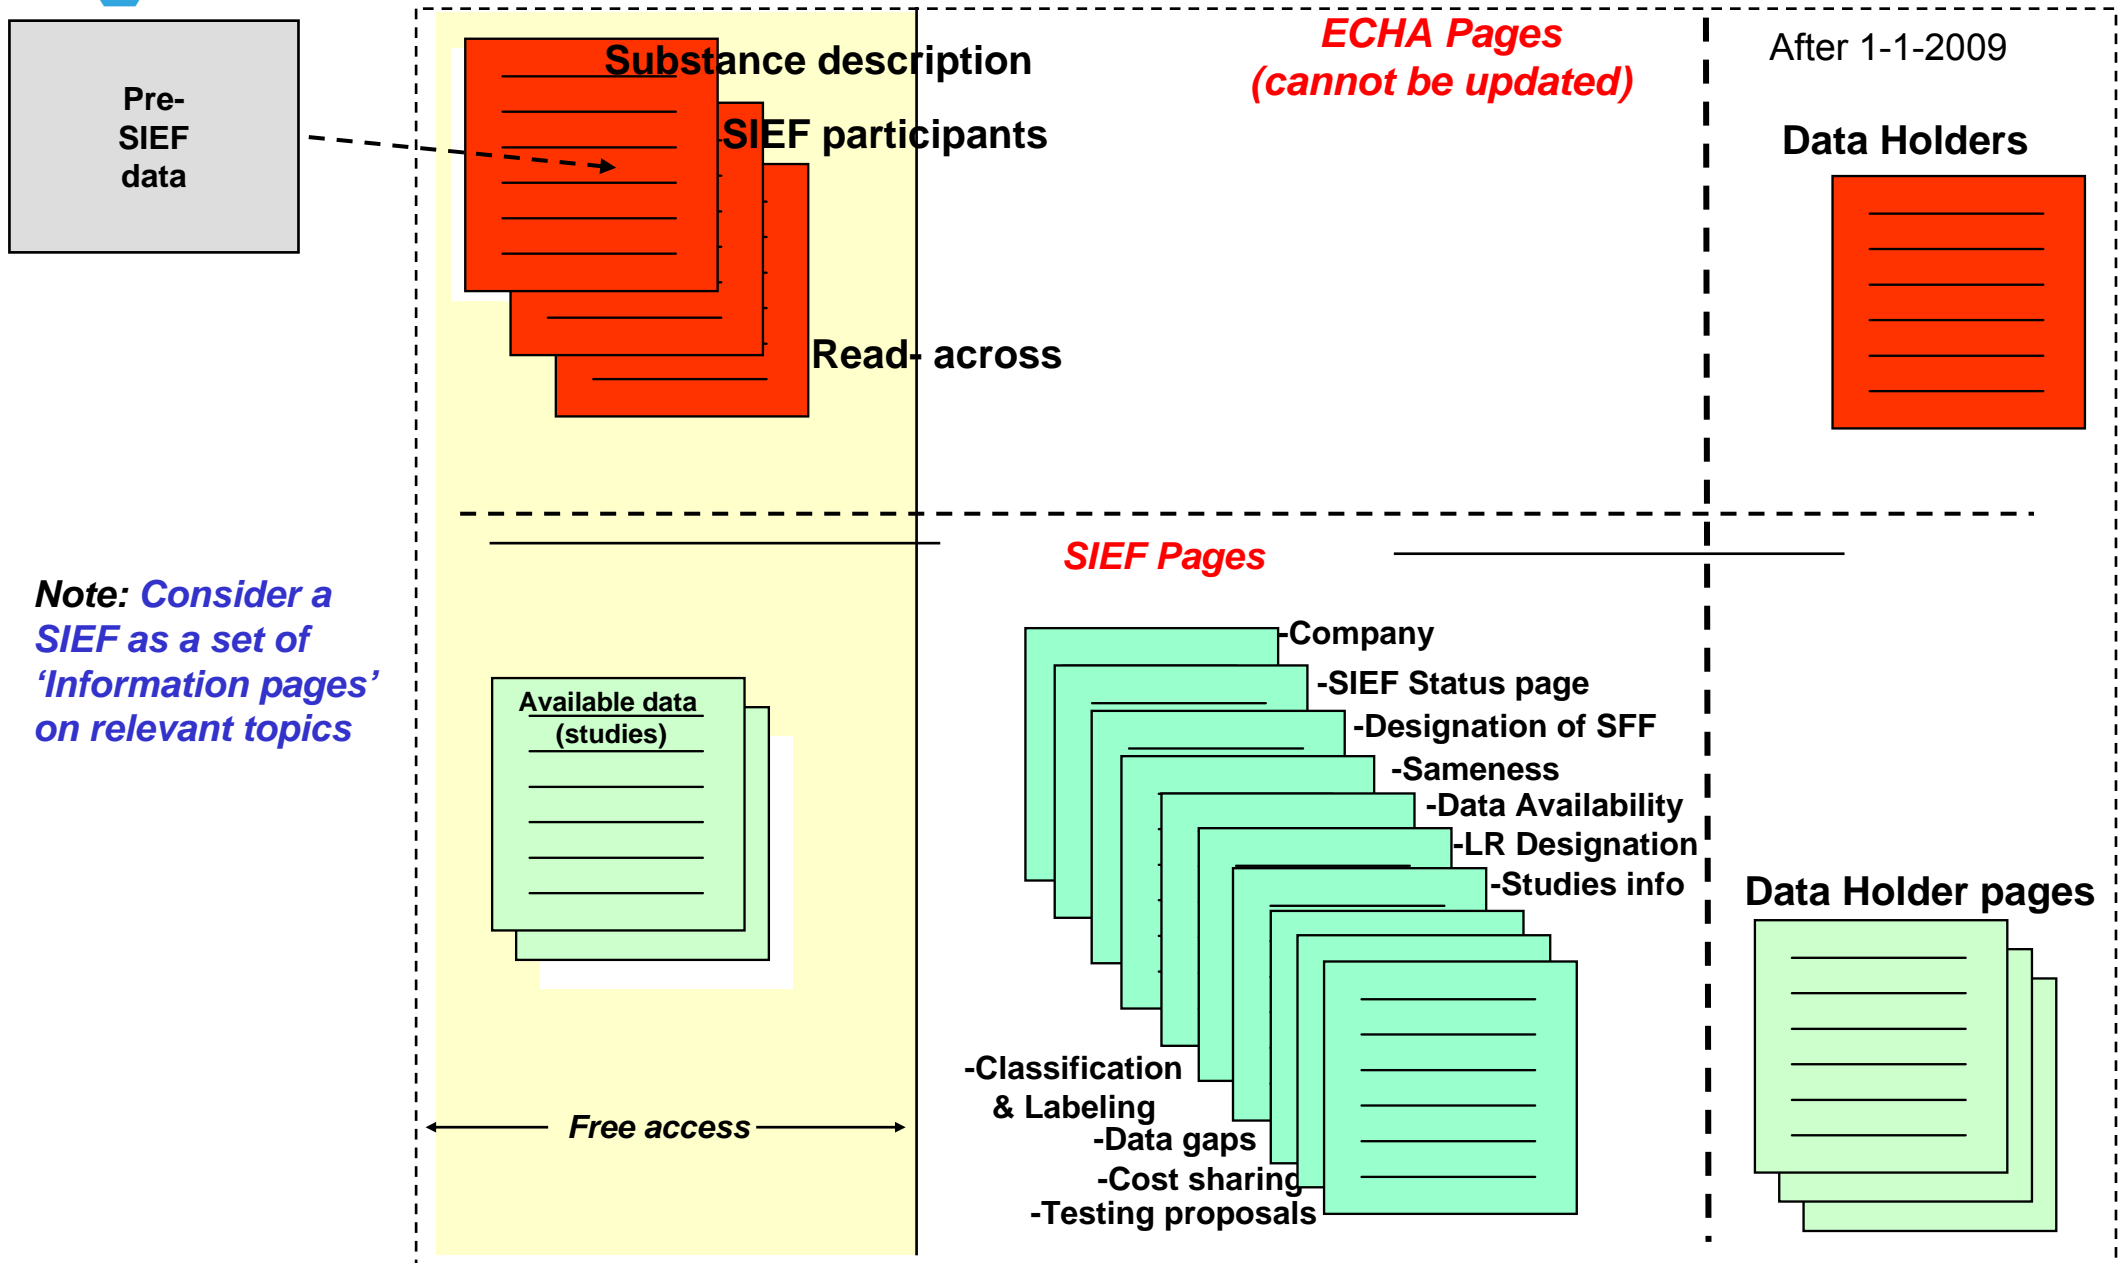 Pre-
SIEF
data
Substance description
SIEF participants
Read- across
ECHA Pages
(cannot be updated)
After 1-1-2009
Data Holders
SIEF Pages
Note: Consider a
SIEF as a set of
‘Information pages’
on relevant topics
Available data
(studies)
Free access
-Company
-SIEF Status page
-Designation of SFF
-Sameness
-Data Availability
-LR Designation
-Studies info
-Classification
& Labeling
-Data gaps
-Cost sharing
-Testing proposals
Data Holder pages